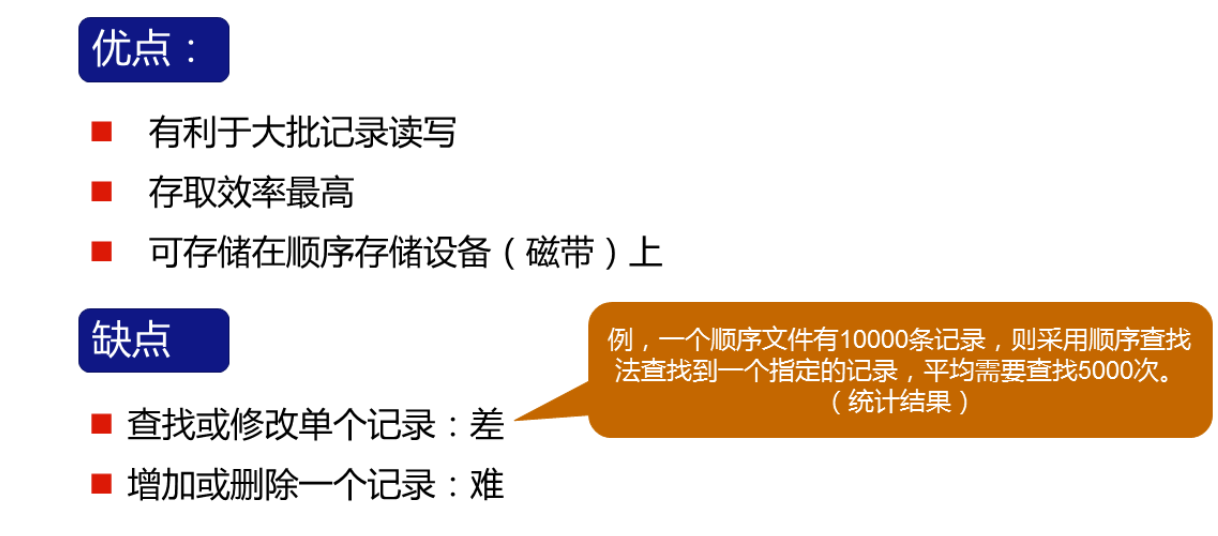 优点：
有利于大批记录读写
存取效率最高
可存储在顺序存储设备（磁带）上
缺点
例，一个顺序文件有10000条记录，则采用顺序查找
法查找到一个指定的记录，平均需要查找5000次。
（统计结果）
查找或修改单个记录：差
增加或删除一个记录：难